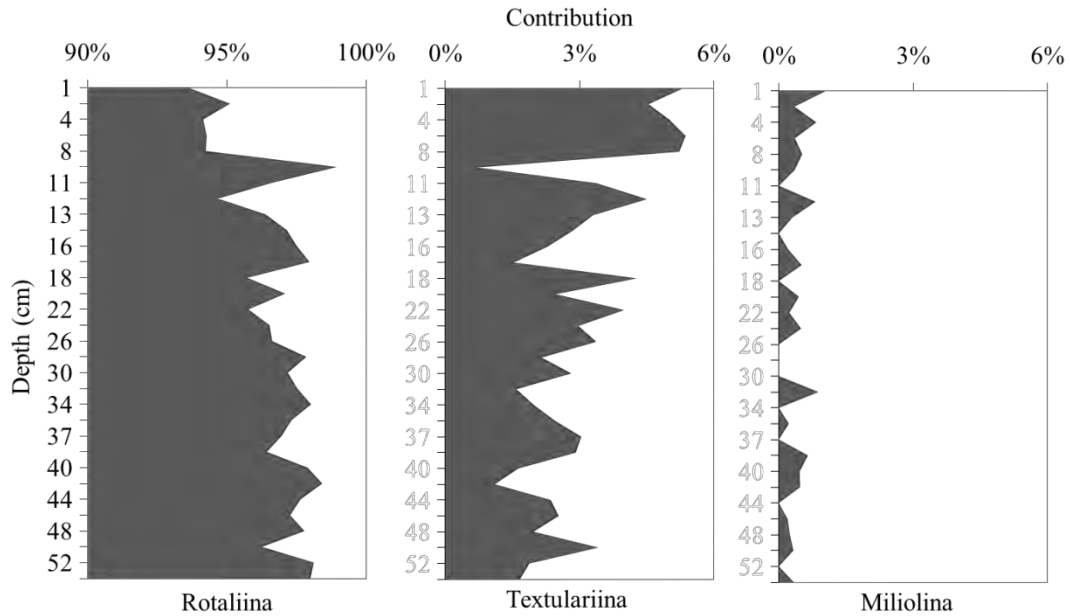 Contribution
90% 95% 100% 0% 3% 6% 0% 3% 6%
Depth (cm)
1 1 1
4 4 4
8 8 8
11 11 11
13 13 13
16 16 16
18 18 18
22 22 22
26 26 26
30 30 30
34 34 34
37 37 37
40 40 40
44 44 44
48 48 48
52 52 52
Rotaliina Textulariina Miliolina